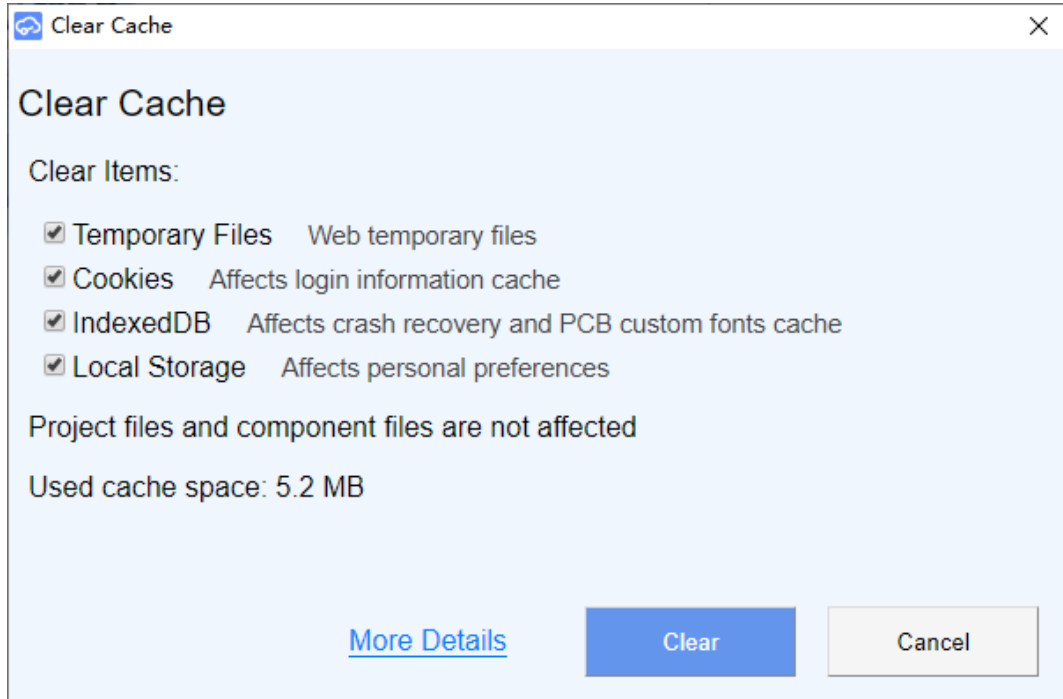 Clear Cache
Clear Cache
Clear Items:
Temporary Files Web temporary files
Cookies Affects login information cache
IndexedDB Affects crash recovery and PCB custom fonts cache
Local Storage Affects personal preferences
Project files and component files are not affected
Used cache space: 5.2 MB
More Details Clear Cancel